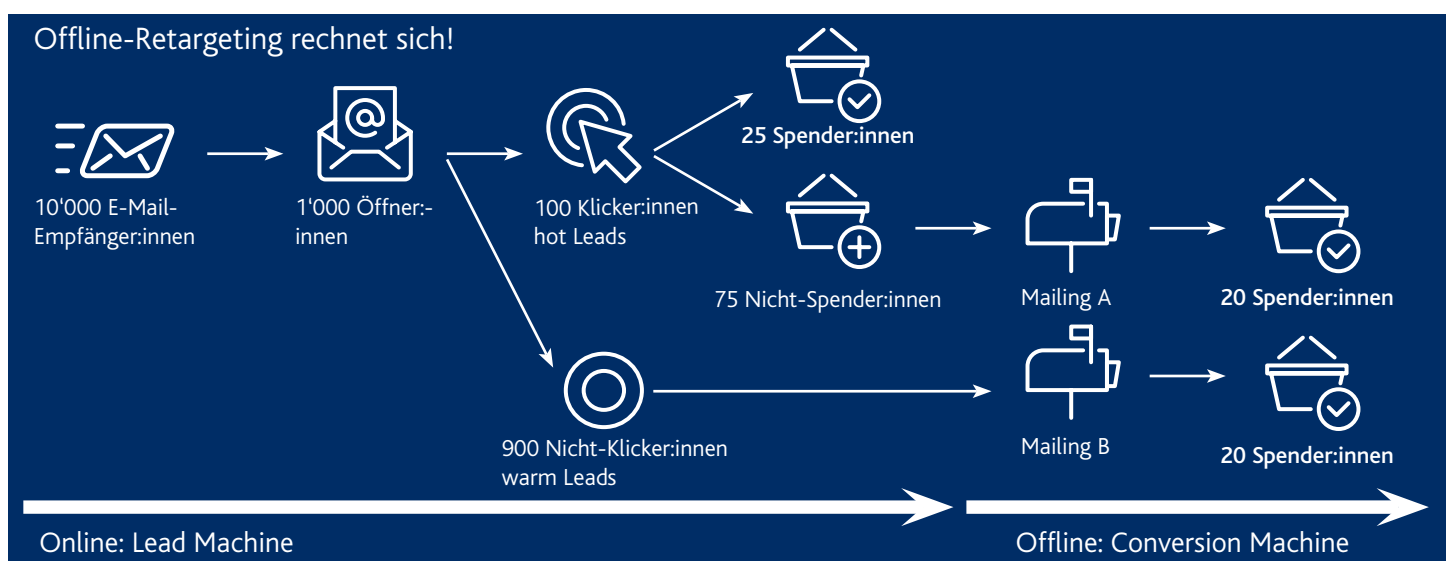 Offline-Retargeting rechnet sich!
@
10'000 E-Mail-
Empfänger:innen
1'000 Öffner:-
innen
100 Klicker:innen
hot Leads
25 Spender:innen
75 Nicht-Spender:innen
Mailing A
20 Spender:innen
900 Nicht-Klicker:innen
warm Leads
Mailing B
20 Spender:innen
Online: Lead Machine
Offline: Conversion Machine